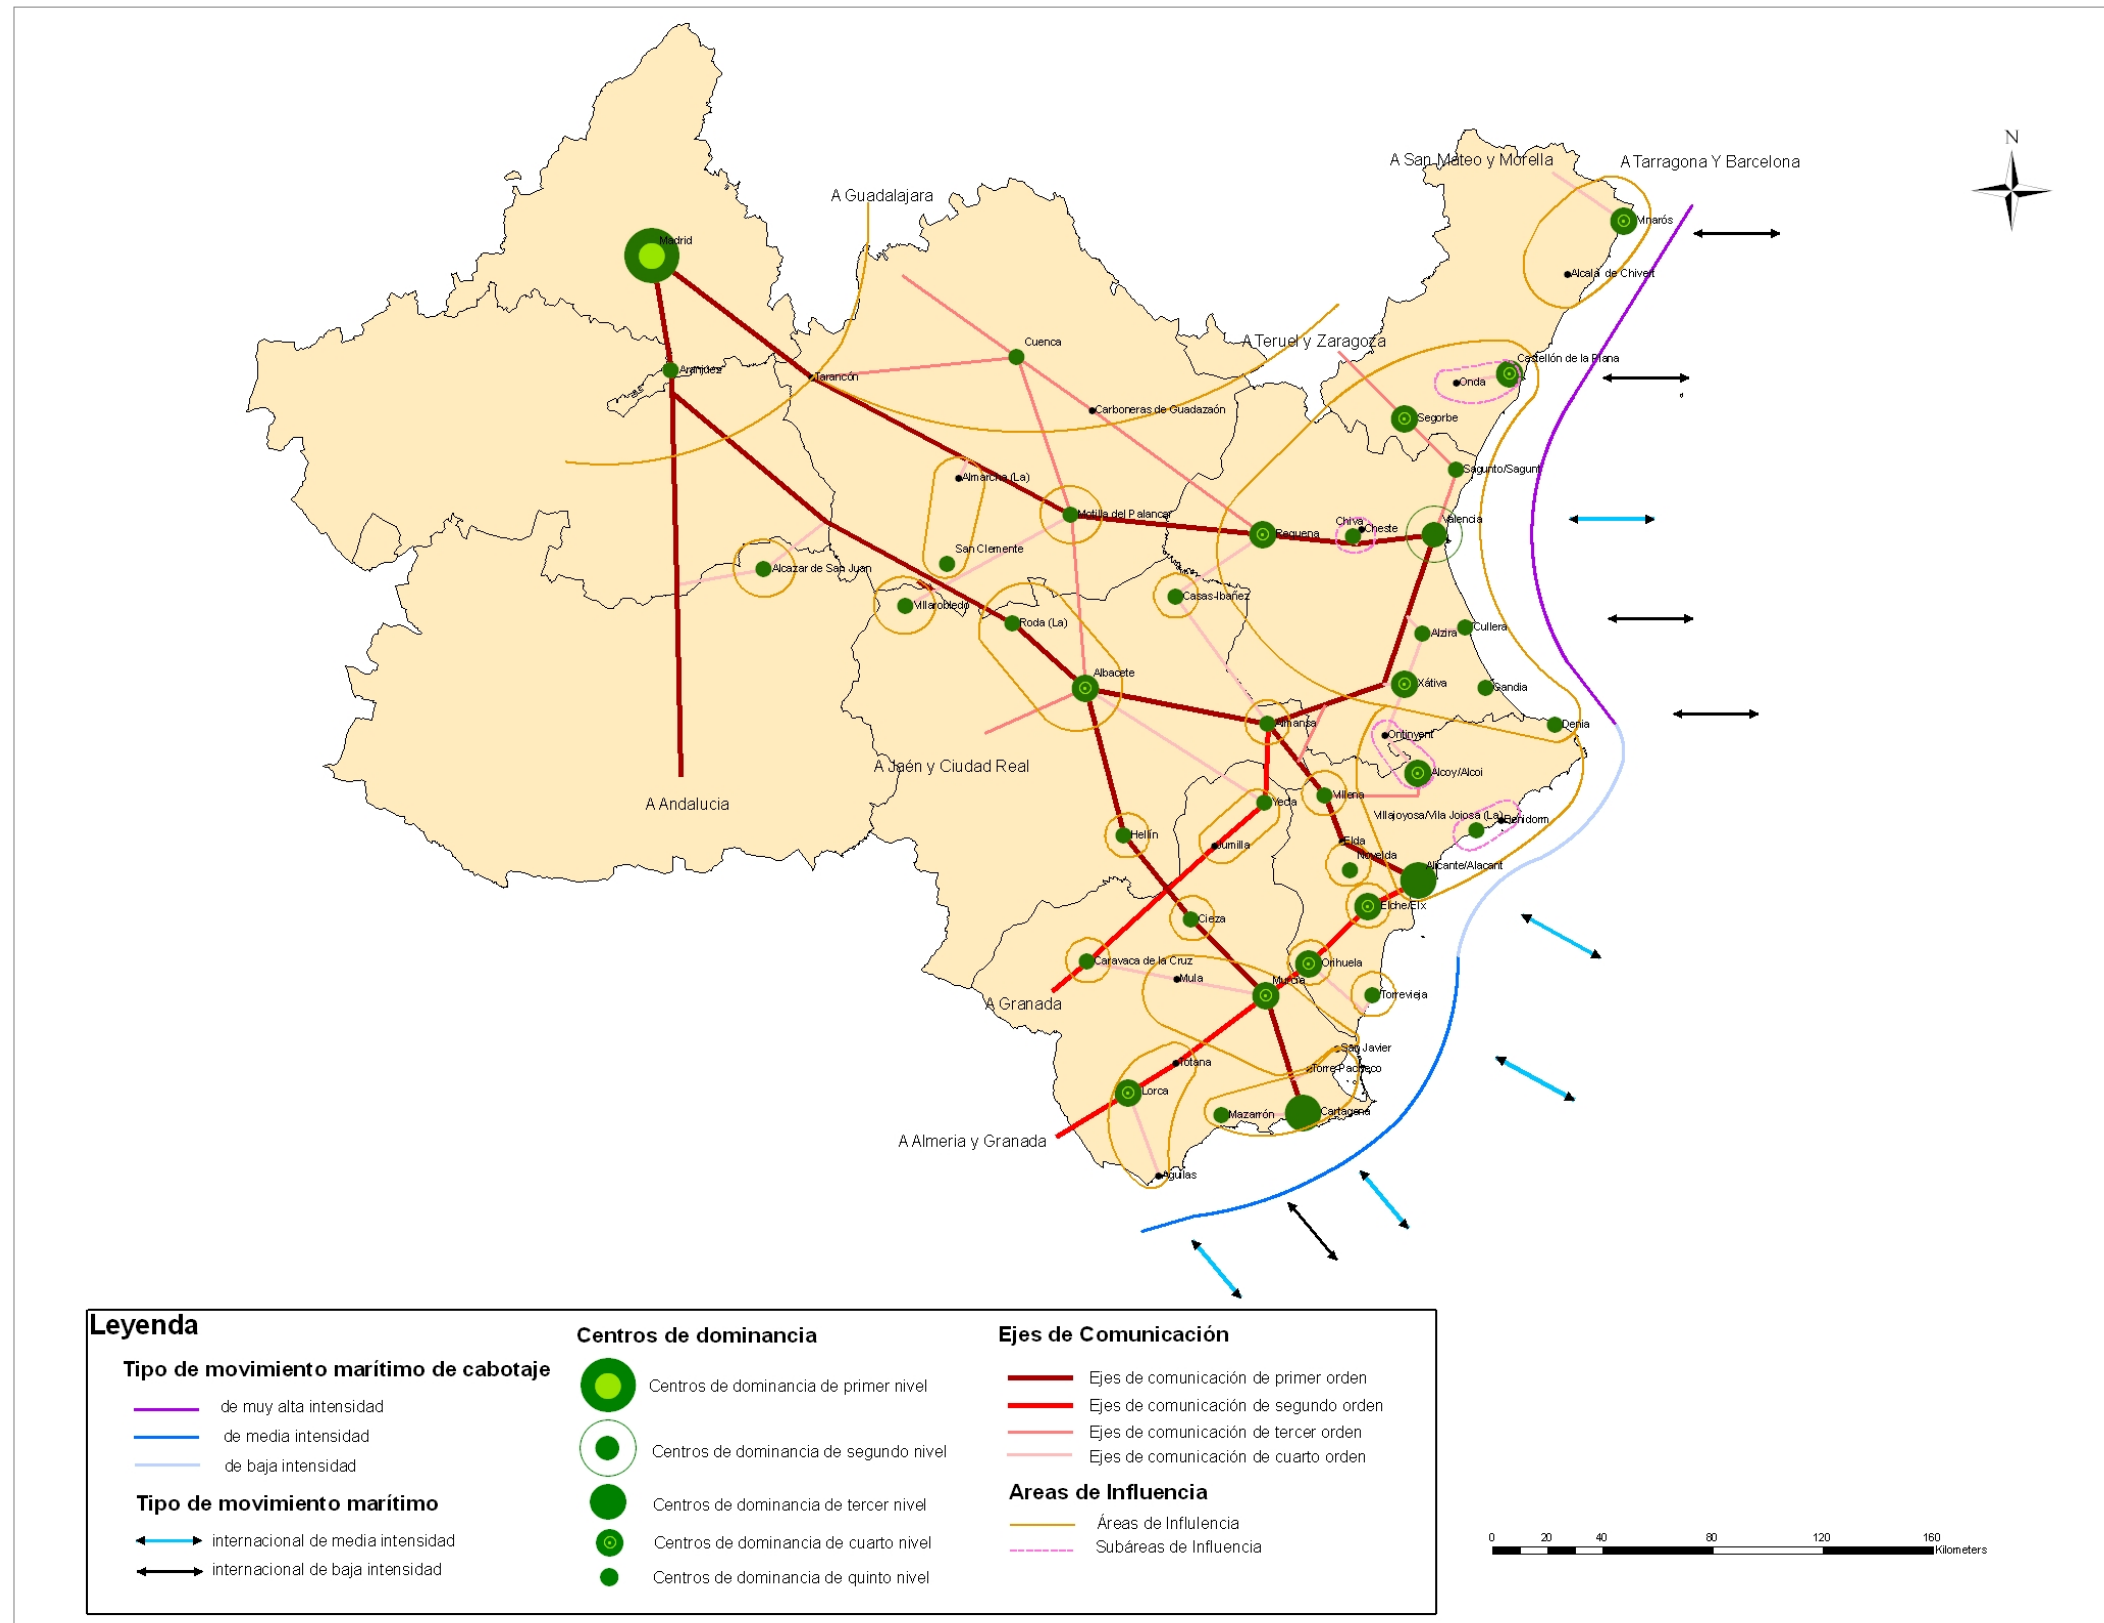 N
A San Mateo y Morella
A Tarragona Y Barcelona
A Guadalajara
Vinarós
Madrid
Alcalá de Chivert
A Teruel y Zaragoza
Cuenca
Castellón de la Plana
Aranjuez
Tarancón
Onda
Carboneras de Guadazaón
Segorbe
Sagunto/Sagunt
Almarcha (La)
Motilla del Palancar
Valencia
Chiva
Cheste
Requena
San Clemente
Alcazar de San Juan
Casas-Ibañez
Villarobledo
Roda (La)
Alzira
Cullera
Albacete
Xátiva
Gandia
Almansa
Denia
Ontinyent
A Jaén y Ciudad Real
Alcoy/Alcoi
A Andalucia
Yecla
Villena
Villajoyosa/Vila Joiosa (La)
Benidorm
Hellín
Jumilla
Elda
Novelda
Alicante/Alacant
Elche/Elx
Cieza
Caravaca de la Cruz
Orihuela
Mula
Murcia
Torrevieja
A Granada
San Javier
Totana
Torre-Pacheco
Lorca
Mazarrón
Cartagena
A Almeria y Granada
Aguilas
Leyenda
Tipo de movimiento marítimo de cabotaje
de muy alta intensidad
de media intensidad
de baja intensidad
Tipo de movimiento marítimo
internacional de media intensidad
internacional de baja intensidad
Centros de dominancia
Centros de dominancia de primer nivel
Centros de dominancia de segundo nivel
Centros de dominancia de tercer nivel
Centros de dominancia de cuarto nivel
Centros de dominancia de quinto nivel
Ejes de Comunicación
Ejes de comunicación de primer orden
Ejes de comunicación de segundo orden
Ejes de comunicación de tercer orden
Ejes de comunicación de cuarto orden
Areas de Influencia
Áreas de Influlencia
Subáreas de Influencia
0 20 40 80 120 160
Kilometers